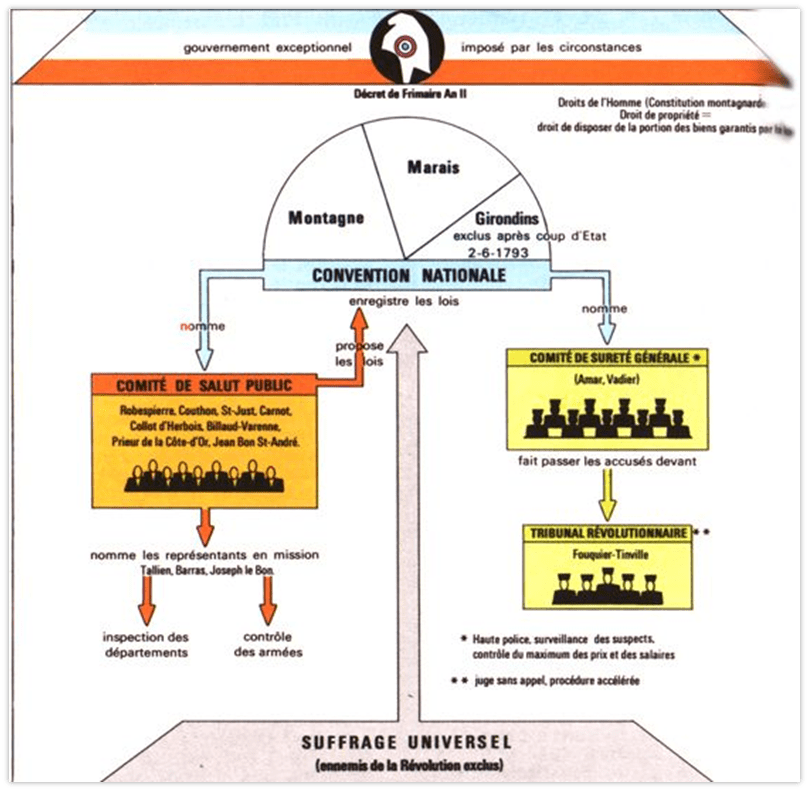 gouvernement exceptionnel imposé par les circonstances
Décret de Frimaire An II
Droits de l'Homme (Constitution montagnarde
Droit de propriété =
droit de disposer de la portion des biens garantis par la
Montagne
Marais
Girondins
exclus après coup d'Etat
2-6-1793
CONVENTION NATIONALE
enregistre les lois
nomme
propose
les lois
nomme
COMITÉ DE SALUT PUBLIC
Robespierre, Couthon, St-Just, Carnot,
Collot d'Herbois, Billaud-Varenne,
Prieur de la Côte-d'Or, Jean Bon St-André.
nomme les représentants en mission
Tallien, Barras, Joseph le Bon.
inspection des
départements
contrôle
des armées
COMITÉ DE SURETÉ GÉNÉRALE *
(Amar, Vadier)
fait passer les accusés devant
TRIBUNAL RÉVOLUTIONNAIRE **
Fouquier-Tinville
* Haute police, surveillance des suspects,
contrôle du maximum des prix et des salaires
** juge sans appel, procédure accélérée
SUFFRAGE UNIVERSEL
(ennemis de la Révolution exclus)